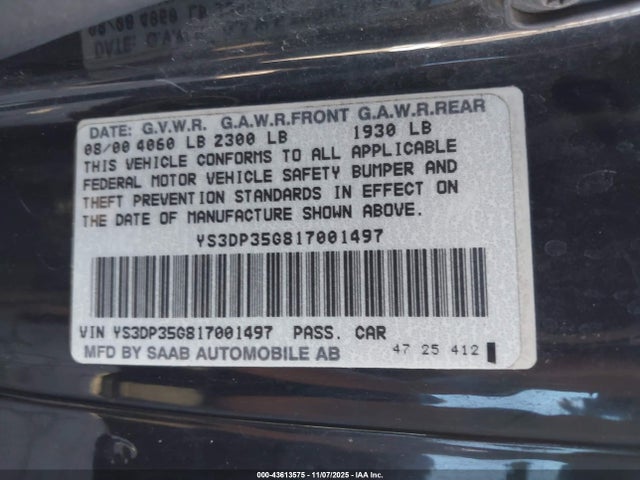 DATE: G.V.W.R. G.A.W.R.FRONT G.A.W.R.REAR
08/00 4060 LB 2300 LB 1930 LB
THIS VEHICLE CONFORMS TO ALL APPLICABLE
FEDERAL MOTOR VEHICLE SAFETY BUMPER AND
THEFT PREVENTION STANDARDS IN EFFECT ON
THE DATE OF MANUFACTURE SHOWN ABOVE.
YS3DP35G817001497
VIN YS3DP35G817001497 PASS. CAR
MFD BY SAAB AUTOMOBILE AB 47 25 412
000-43613575 - 11/07/2025 - IAA Inc.